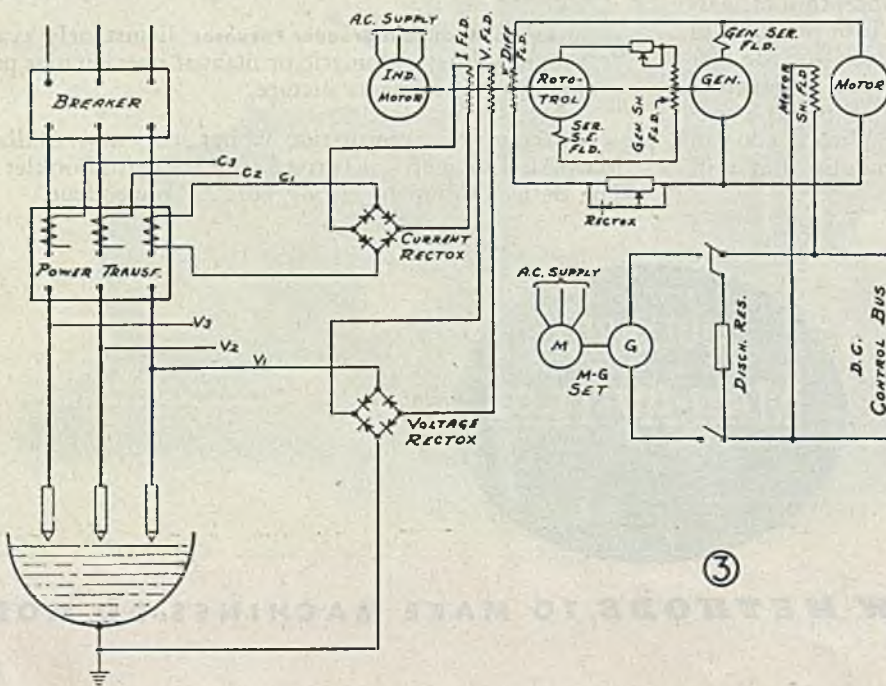 A.C. SUPPLY
IND. MOTOR
I FLD.
V. FLD.
DIFF. FLD.
ROTO-
TROL
SER.
S.E.
FLD.
GEN. SH.
FLD.
GEN. SER.
FLD.
GEN.
MOTOR
SH. FLD.
MOTOR
BREAKER
C3
C2
C1
CURRENT
RECTOX
RECTOX
POWER TRANSF.
V3
V2
V1
VOLTAGE
RECTOX
A.C. SUPPLY
M
G
M-G
SET
DISCH. RES.
D.C.
CONTROL BUS
3